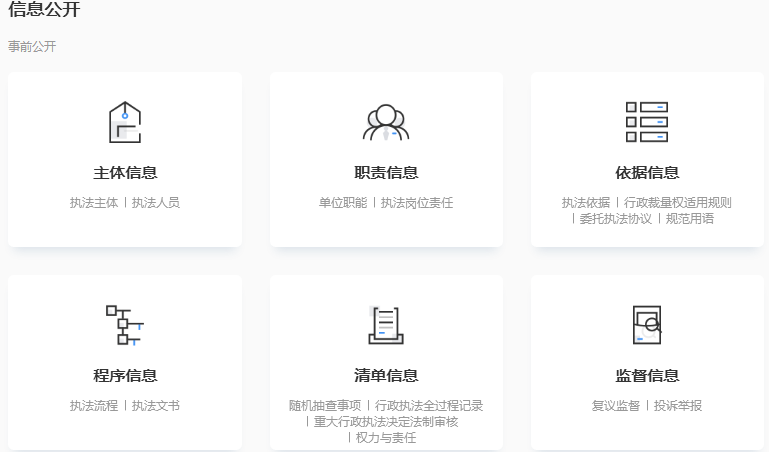 信息公开
事前公开
主体信息
执法主体 | 执法人员
职责信息
单位职能 | 执法岗位责任
依据信息
执法依据 | 行政裁量权适用规则
| 委托执法协议 | 规范用语
程序信息
执法流程 | 执法文书
清单信息
随机抽查事项 | 行政执法全过程记录
| 重大行政执法决定法制审核
| 权力与责任
监督信息
复议监督 | 投诉举报